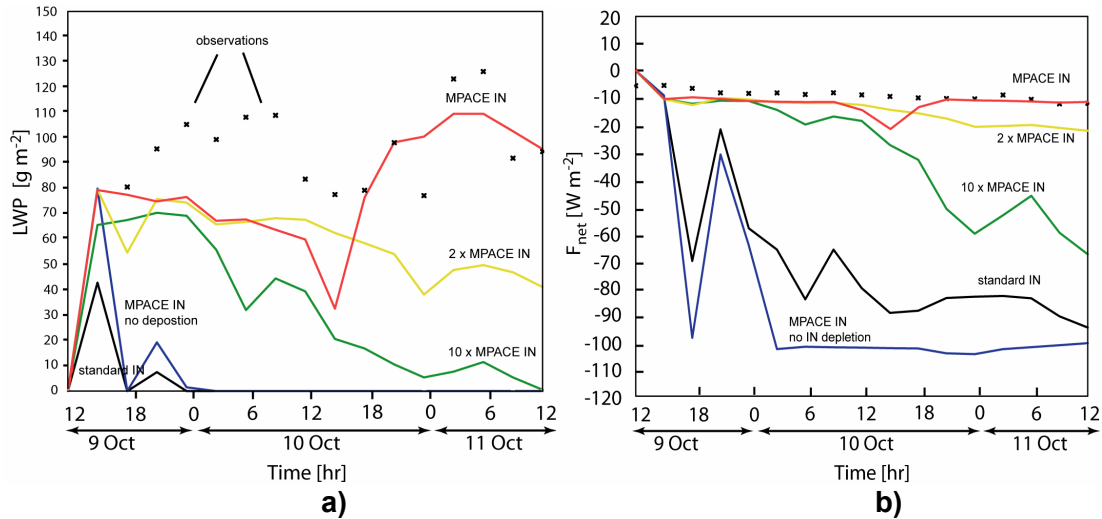 150
140
130
120
110
100
90
80
70
60
50
40
30
20
10
0
LWP [g m-2]
observations
MPACE IN
2 x MPACE IN
MPACE IN
no depostion
standard IN
10 x MPACE IN
12 18 0 6 12 18 0 6 12
9 Oct 10 Oct 11 Oct
Time [hr]
a)
20
10
0
-10
-20
-30
-40
-50
-60
-70
-80
-90
-100
-110
-120
Fnet [W m-2]
MPACE IN
2 x MPACE IN
10 x MPACE IN
standard IN
MPACE IN
no IN depletion
12 18 0 6 12 18 0 6 12
9 Oct 10 Oct 11 Oct
Time [hr]
b)